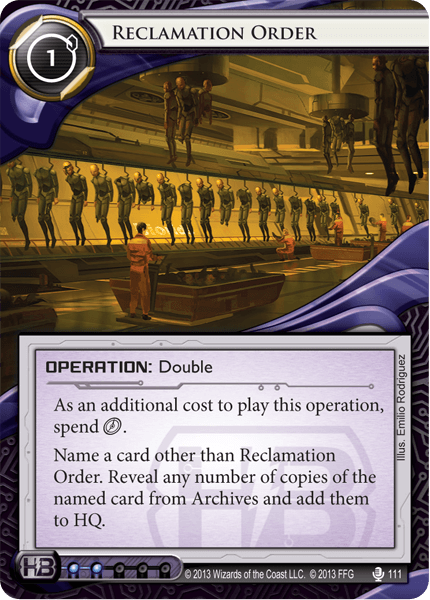 1
RECLAMATION ORDER
OPERATION: Double
As an additional cost to play this operation,
spend.
Name a card other than Reclamation
Order. Reveal any number of copies of the
named card from Archives and add them
to HQ.
Illus. Emilio Rodriguez
HB
HB
© 2013 Wizards of the Coast LLC. © 2013 FFG 111